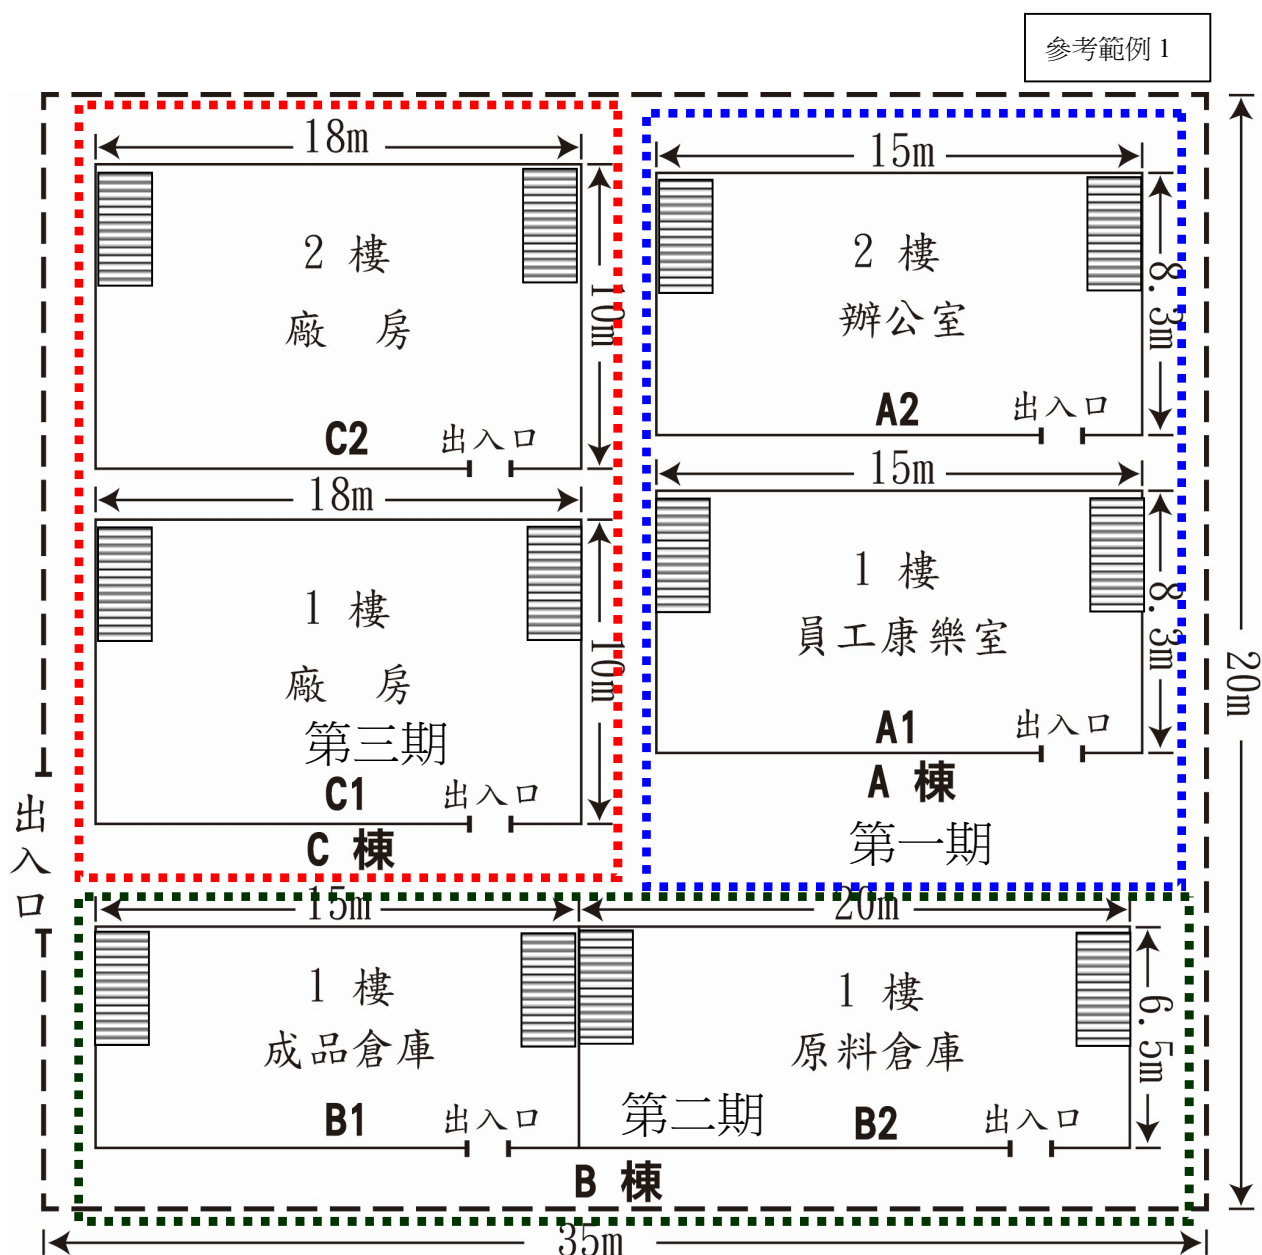 參考範例 1
18m
2 樓
廠 房
10m
C2
出入口
18m
1 樓
廠 房
10m
第三期
C1
出入口
C 棟
15m
2 樓
辦公室
8.3m
A2
出入口
15m
1 樓
員工康樂室
8.3m
A1
出入口
A 棟
第一期
20m
出入口
15m
1 樓
成品倉庫
B1
出入口
20m
1 樓
原料倉庫
6.5m
第二期
B2
出入口
B 棟
35m